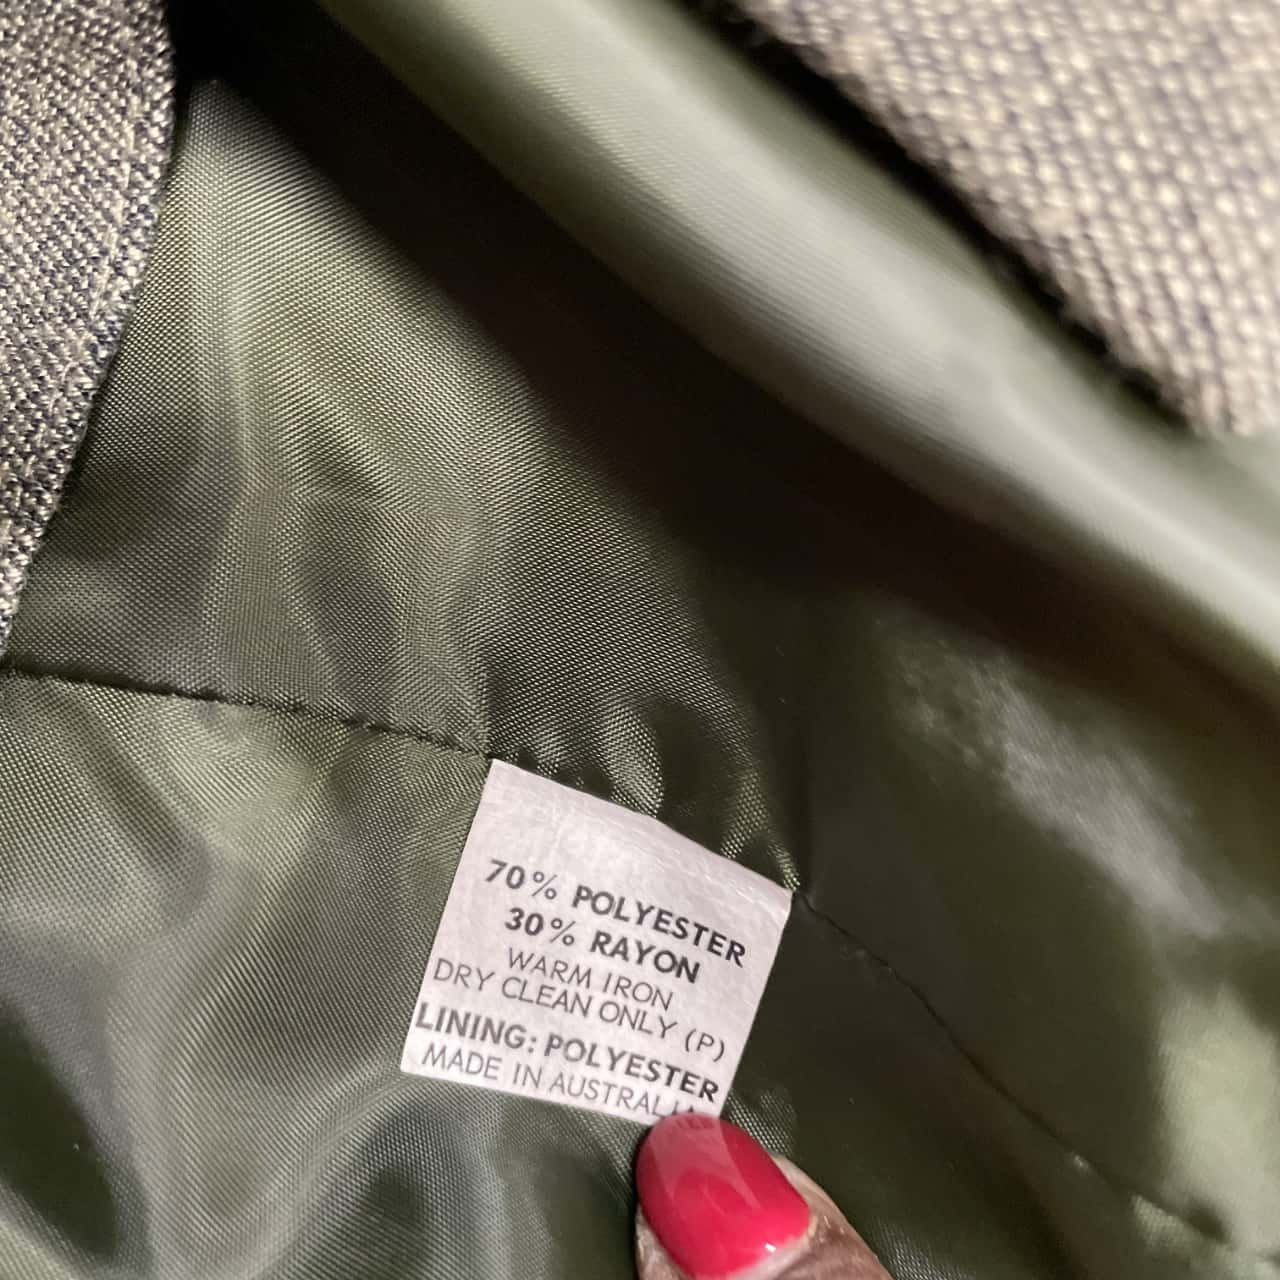 70% POLYESTER
30% RAYON
WARM IRON
DRY CLEAN ONLY (P)
LINING: POLYESTER
MADE IN AUSTRALIA